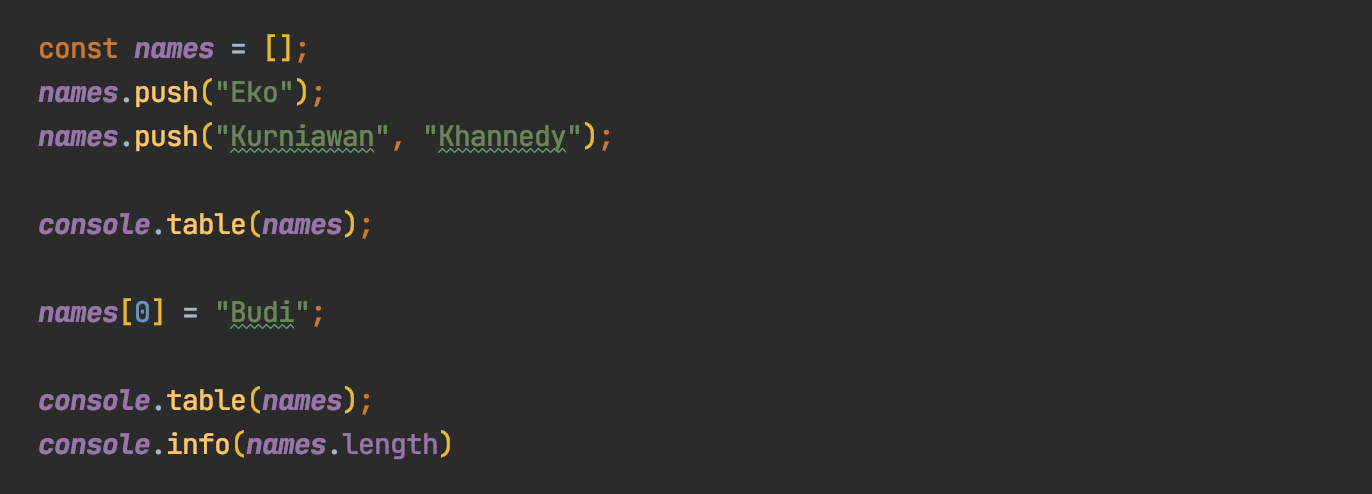 const names = [];
names.push("Eko");
names.push("Kurniawan", "Khannedy");
console.table(names);
names[0] = "Budi";
console.table(names);
console.info(names.length)